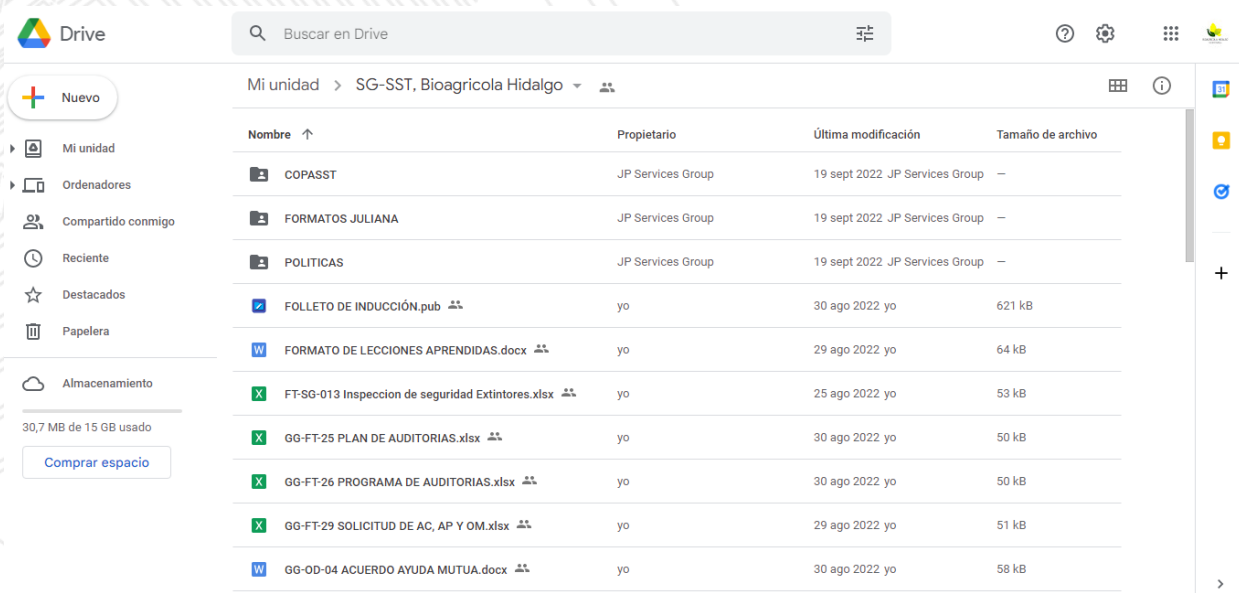 Drive
Buscar en Drive
Nuevo
Mi unidad
Ordenadores
Compartido conmigo
Reciente
Destacados
Papelera
Almacenamiento
30,7 MB de 15 GB usado
Comprar espacio
Mi unidad > SG-SST, Bioagricola Hidalgo
Nombre Propietario Última modificación Tamaño de archivo
COPASST JP Services Group 19 sept 2022 JP Services Group —
FORMATOS JULIANA JP Services Group 19 sept 2022 JP Services Group —
POLITICAS JP Services Group 19 sept 2022 JP Services Group —
FOLLETO DE INDUCCIÓN.pub yo 30 ago 2022 yo 621 kB
W FORMATO DE LECCIONES APRENDIDAS.docx yo 29 ago 2022 yo 64 kB
X FT-SG-013 Inspeccion de seguridad Extintores.xlsx yo 25 ago 2022 yo 53 kB
X GG-FT-25 PLAN DE AUDITORIAS.xlsx yo 30 ago 2022 yo 50 kB
X GG-FT-26 PROGRAMA DE AUDITORIAS.xlsx yo 30 ago 2022 yo 50 kB
X GG-FT-29 SOLICITUD DE AC, AP Y OM.xlsx yo 29 ago 2022 yo 51 kB
W GG-OD-04 ACUERDO AYUDA MUTUA.docx yo 30 ago 2022 yo 58 kB
31